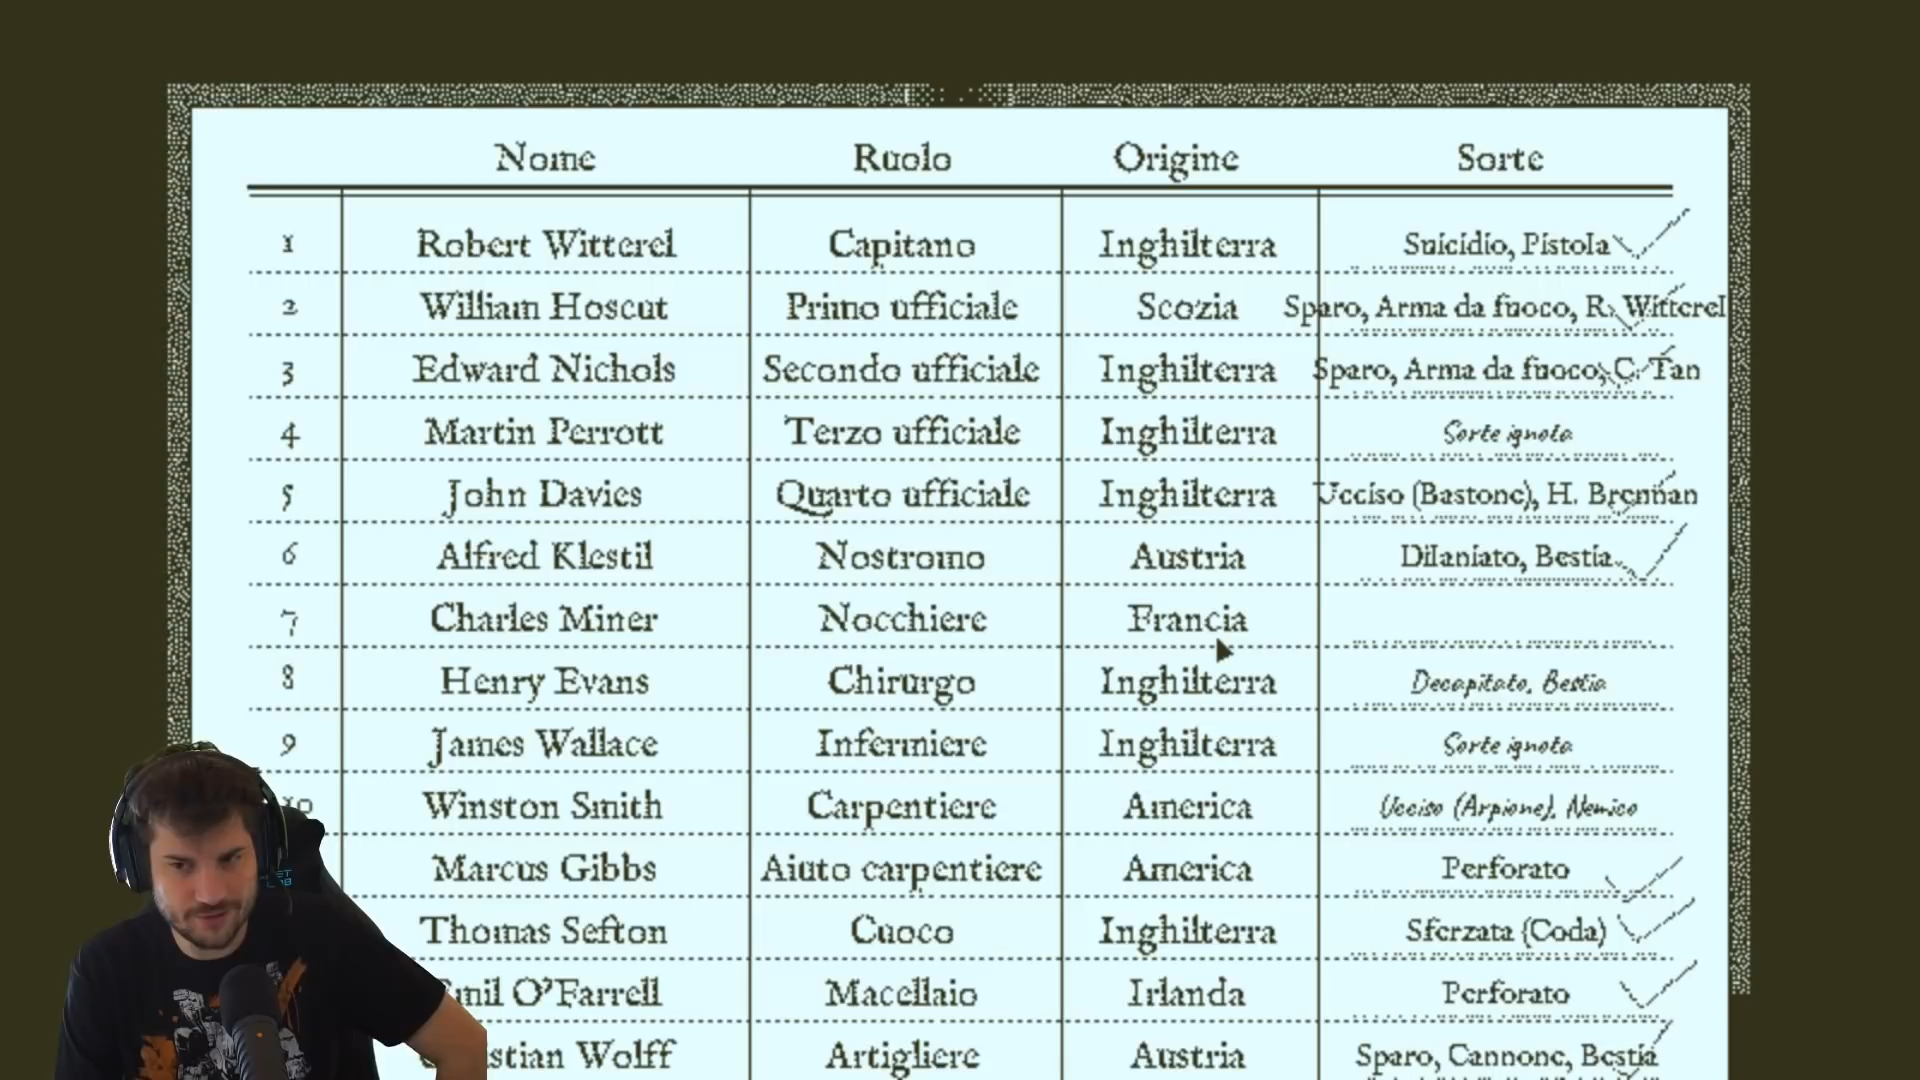 Nome Ruolo Origine Sorte
1 Robert Witterel Capitano Inghilterra Suicidio, Pistola
2 William Hoscut Primo ufficiale Scozia Sparo, Arma da fuoco, R. Witterel
3 Edward Nichols Secondo ufficiale Inghilterra Sparo, Arma da fuoco, C. Tan
4 Martin Perrott Terzo ufficiale Inghilterra Sorte ignota
5 John Davies Quarto ufficiale Inghilterra Ucciso (Bastone), H. Brennan
6 Alfred Klestil Nostromo Austria Dilaniato, Bestia
7 Charles Miner Nocchiere Francia
8 Henry Evans Chirurgo Inghilterra Decapitato, Bestia
9 James Wallace Infermiere Inghilterra Sorte ignota
10 Winston Smith Carpentiere America Ucciso (Arpione), Nemico
Marcus Gibbs Aiuto carpentiere America Perforato
Thomas Sefton Cuoco Inghilterra Sferzata (Coda)
mil O'Farrell Macellaio Irlanda Perforato
stian Wolff Artigliere Austria Sparo, Cannone, Bestia